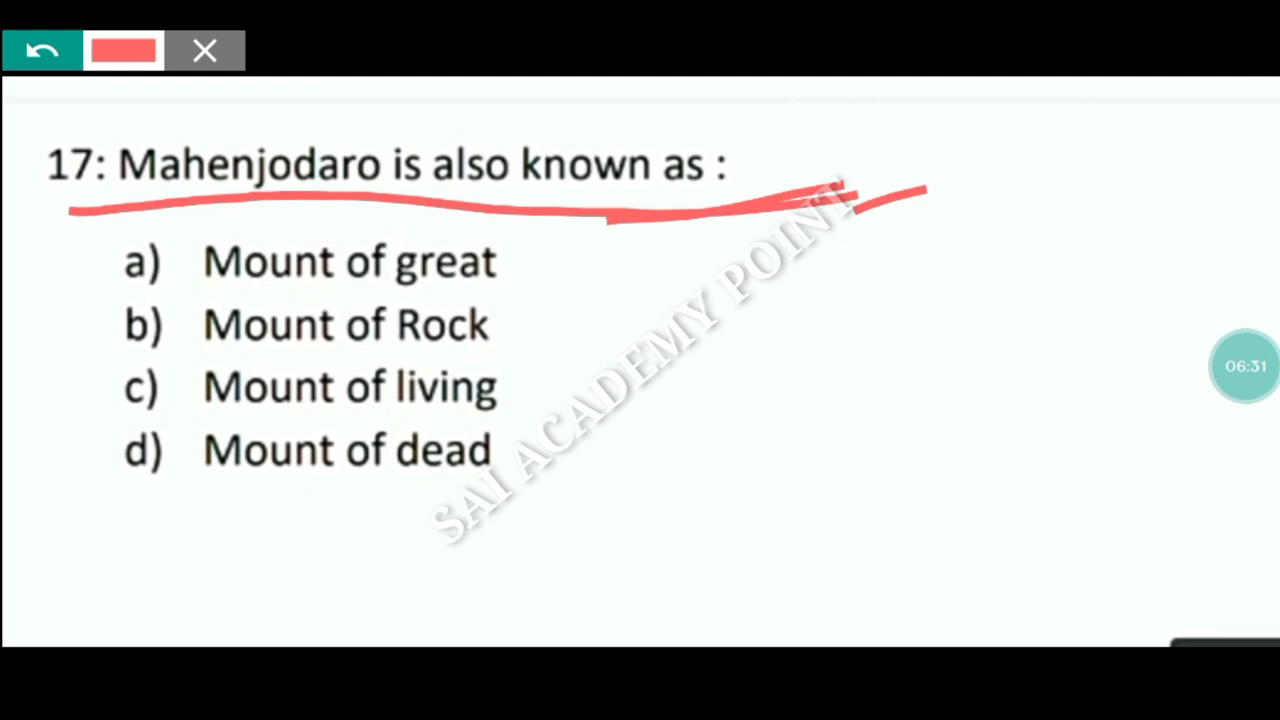 17: Mahenjodaro is also known as :
a) Mount of great
b) Mount of Rock
c) Mount of living
d) Mount of dead
SAI ACADEMY POINT
06:31